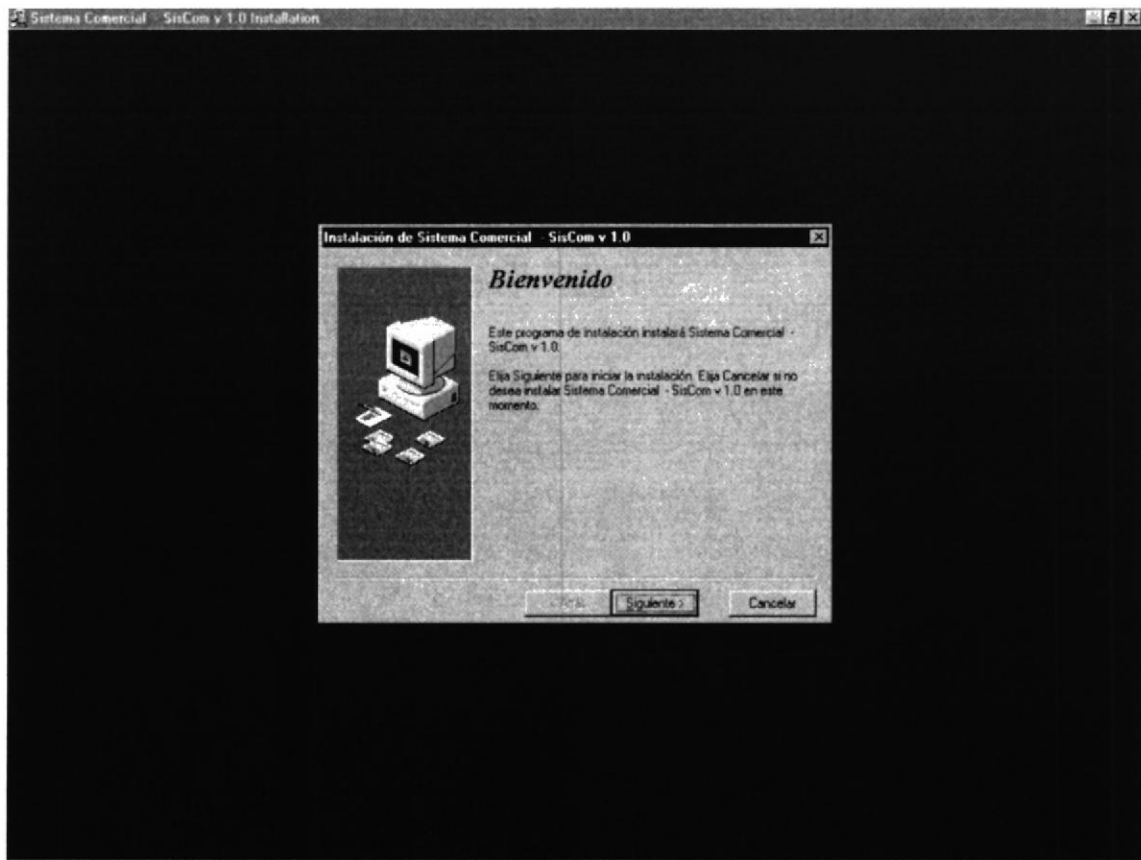 Sistema Comercial - SisCom v 1.0 Installation
Instalación de Sistema Comercial - SisCom v 1.0
Bienvenido
Este programa de instalación instalará Sistema Comercial -
SisCom v 1.0.
Elija Siguiente para iniciar la instalación. Elija Cancelar si no
desea instalar Sistema Comercial - SisCom v 1.0 en este
momento.
< Atrás
Siguiente >
Cancelar